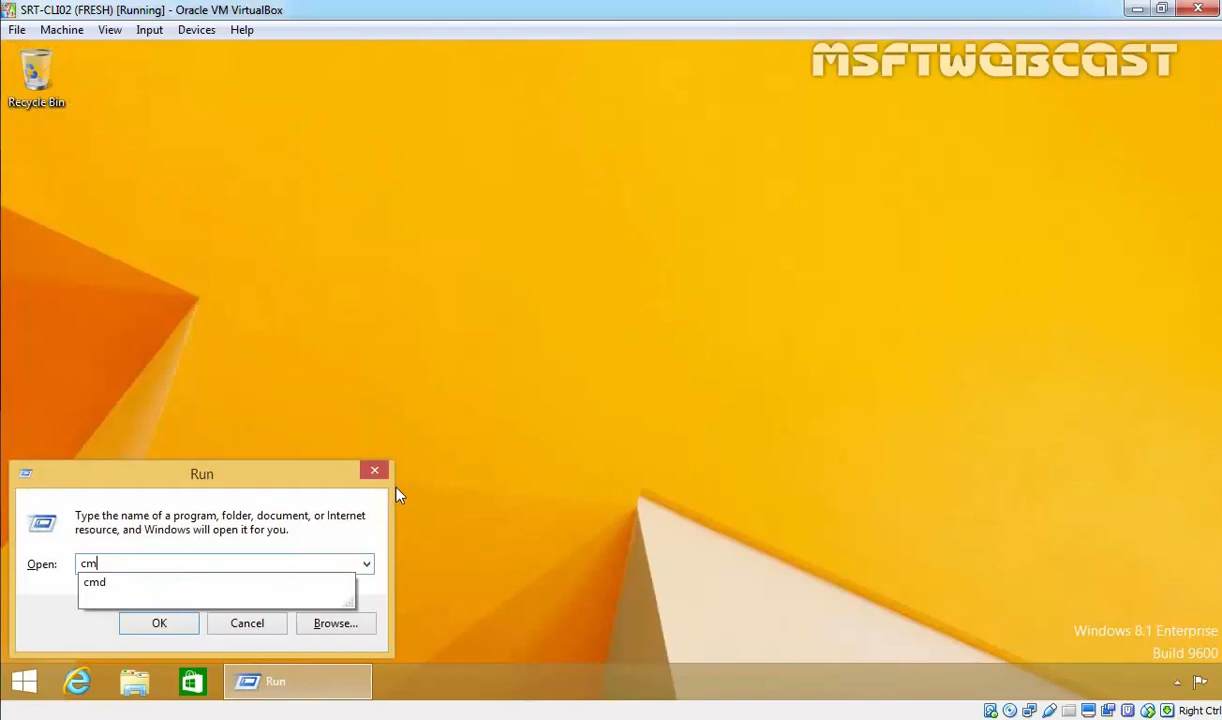 SRT-CLI02 (FRESH) [Running] - Oracle VM VirtualBox
File Machine View Input Devices Help
MSFTWEBCAST
Recycle Bin
Run
Type the name of a program, folder, document, or Internet
resource, and Windows will open it for you.
Open: cm
cmd
OK Cancel Browse...
Windows 8.1 Enterprise
Build 9600
Run
Right Ctrl